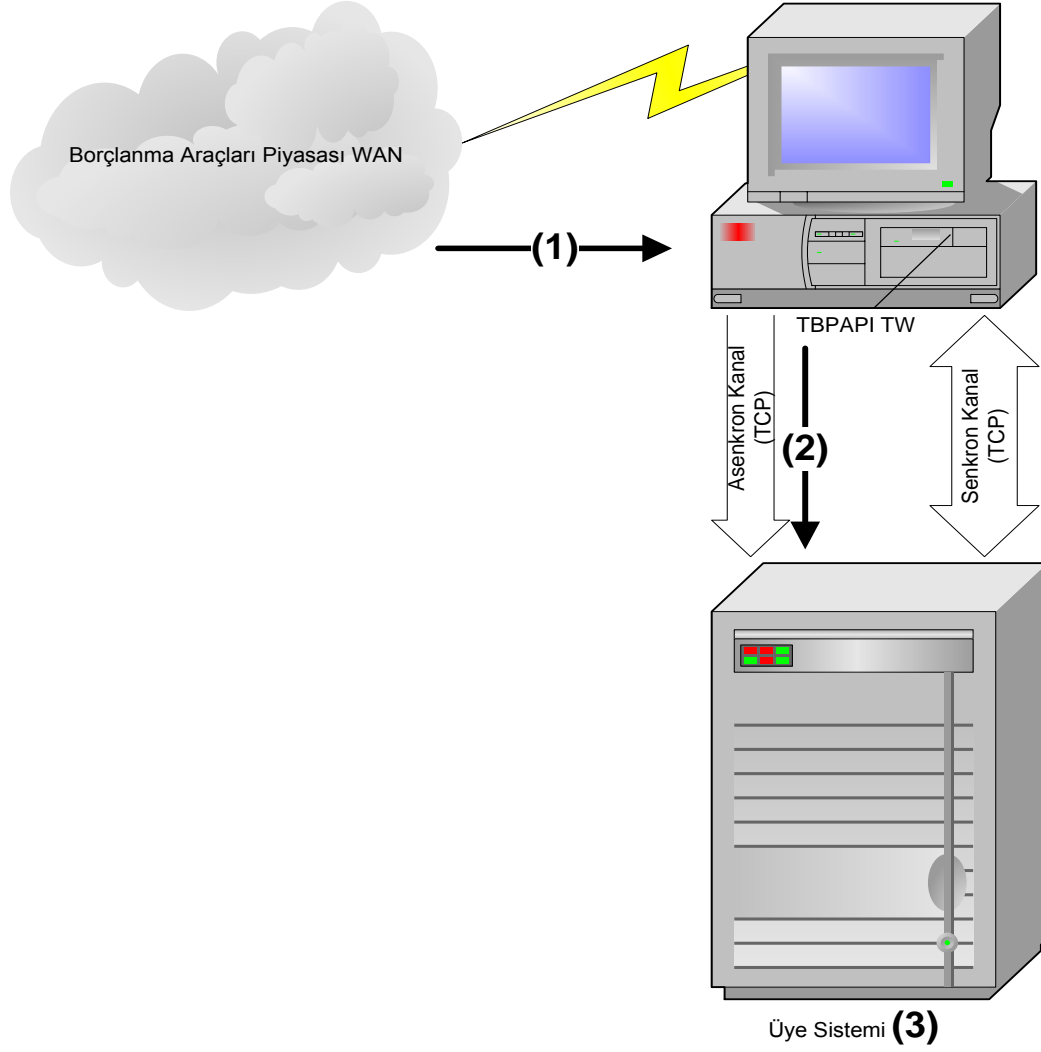 Borçlanma Araçları Piyasası WAN
(1)
TBPAPI TW
Asenkron Kanal
(TCP)
(2)
Senkron Kanal
(TCP)
Üye Sistemi (3)